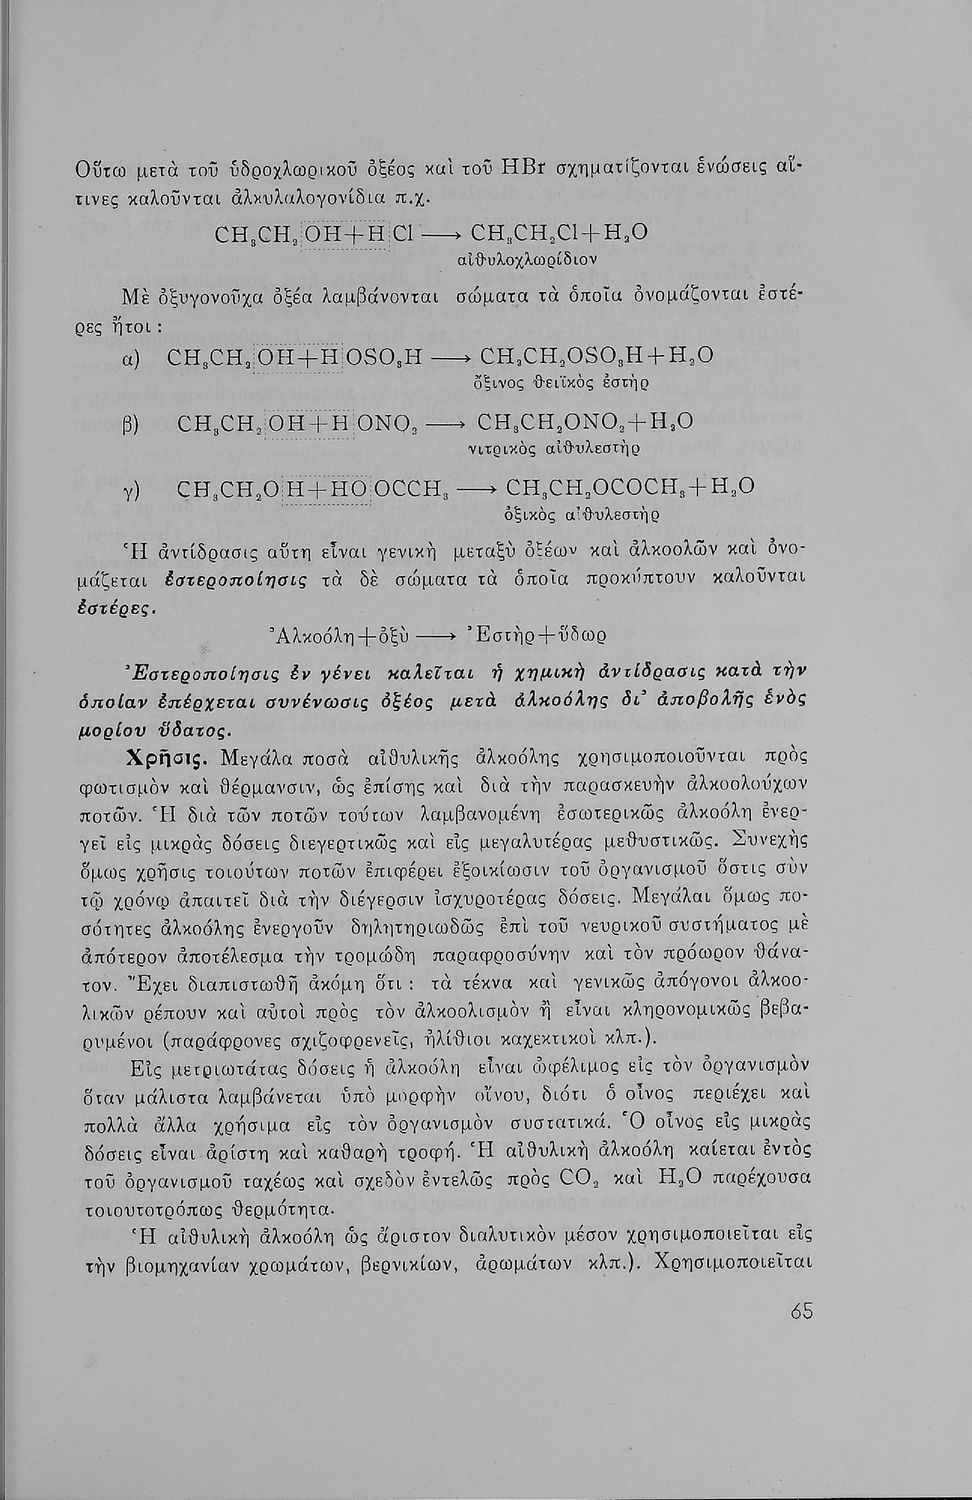 Οὕτω μετὰ τοῦ ὑδροχλωρικοῦ ὀξέος καὶ τοῦ HBr σχηματίζονται ἑνώσεις αἵ-
τινες καλοῦνται ἀλκυλαλογονίδια π.χ.
CH₃CH₂ OH+H Cl ⟶ CH₃CH₂Cl+H₂O
αἰθυλοχλωρίδιον
Μὲ ὀξυγονοῦχα ὀξέα λαμβάνονται σώματα τὰ ὁποῖα ὀνομάζονται ἐστέ-
ρες ἤτοι :
α) CH₃CH₂ OH+H OSO₃H ⟶ CH₃CH₂OSO₃H+H₂O
ὄξινος θειϊκὸς ἐστὴρ
β) CH₃CH₂ OH+H ONO₂ ⟶ CH₃CH₂ONO₂+H₂O
νιτρικὸς αἰθυλεστὴρ
γ) CH₃CH₂O H+HO OCCH₃ ⟶ CH₃CH₂OCOCH₃+H₂O
ὀξικὸς αἰθυλεστὴρ
Ἡ ἀντίδρασις αὕτη εἶναι γενικὴ μεταξὺ ὀξέων καὶ ἀλκοολῶν καὶ ὀνο-
μάζεται ἐστεροποίησις τὰ δὲ σώματα τὰ ὁποῖα προκύπτουν καλοῦνται
ἐστέρες.
Ἀλκοόλη+ὀξὺ ⟶ Ἐστὴρ+ὕδωρ
Ἐστεροποίησις ἐν γένει καλεῖται ἡ χημικὴ ἀντίδρασις κατὰ τὴν
ὁποίαν ἐπέρχεται συνένωσις ὀξέος μετὰ ἀλκοόλης δι' ἀποβολῆς ἑνὸς
μορίου ὕδατος.
Χρῆσις. Μεγάλα ποσὰ αἰθυλικῆς ἀλκοόλης χρησιμοποιοῦνται πρὸς
φωτισμὸν καὶ θέρμανσιν, ὡς ἐπίσης καὶ διὰ τὴν παρασκευὴν ἀλκοολούχων
ποτῶν. Ἡ διὰ τῶν ποτῶν τούτων λαμβανομένη ἐσωτερικῶς ἀλκοόλη ἐνερ-
γεῖ εἰς μικρὰς δόσεις διεγερτικῶς καὶ εἰς μεγαλυτέρας μεθυστικῶς. Συνεχὴς
ὅμως χρῆσις τοιούτων ποτῶν ἐπιφέρει ἐξοικίωσιν τοῦ ὀργανισμοῦ ὅστις σὺν
τῷ χρόνῳ ἀπαιτεῖ διὰ τὴν διέγερσιν ἰσχυροτέρας δόσεις. Μεγάλαι ὅμως πο-
σότητες ἀλκοόλης ἐνεργοῦν δηλητηριωδῶς ἐπὶ τοῦ νευρικοῦ συστήματος μὲ
ἀπότερον ἀποτέλεσμα τὴν τρομώδη παραφροσύνην καὶ τὸν πρόωρον θάνα-
τον. Ἔχει διαπιστωθῆ ἀκόμη ὅτι : τὰ τέκνα καὶ γενικῶς ἀπόγονοι ἀλκοο-
λικῶν ρέπουν καὶ αὐτοὶ πρὸς τὸν ἀλκοολισμὸν ἢ εἶναι κληρονομικῶς βεβα-
ρυμένοι (παράφρονες σχιζοφρενεῖς, ἠλίθιοι καχεκτικοὶ κλπ.).
Εἰς μετριωτάτας δόσεις ἡ ἀλκοόλη εἶναι ὠφέλιμος εἰς τὸν ὀργανισμὸν
ὅταν μάλιστα λαμβάνεται ὑπὸ μορφὴν οἴνου, διότι ὁ οἶνος περιέχει καὶ
πολλὰ ἄλλα χρήσιμα εἰς τὸν ὀργανισμὸν συστατικά. Ὁ οἶνος εἰς μικρὰς
δόσεις εἶναι ἀρίστη καὶ καθαρὴ τροφή. Ἡ αἰθυλικὴ ἀλκοόλη καίεται ἐντὸς
τοῦ ὀργανισμοῦ ταχέως καὶ σχεδὸν ἐντελῶς πρὸς CO₂ καὶ H₂O παρέχουσα
τοιουτοτρόπως θερμότητα.
Ἡ αἰθυλικὴ ἀλκοόλη ὡς ἄριστον διαλυτικὸν μέσον χρησιμοποιεῖται εἰς
τὴν βιομηχανίαν χρωμάτων, βερνικίων, ἀρωμάτων κλπ.). Χρησιμοποιεῖται
65